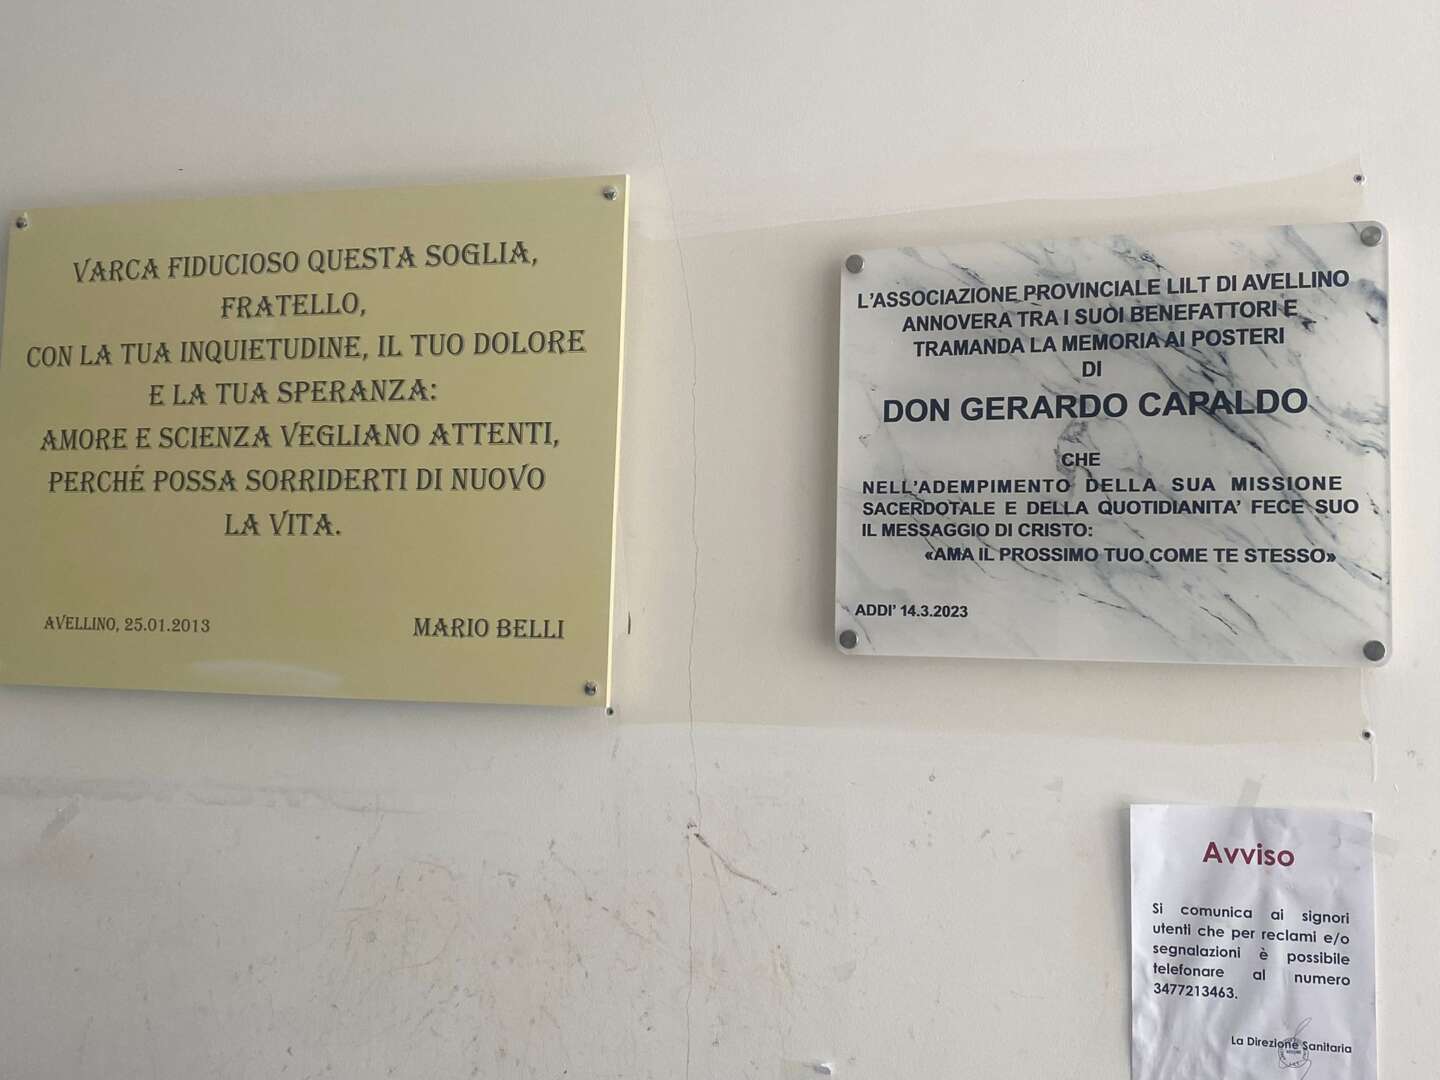 VARCA FIDUCIOSO QUESTA SOGLIA,
FRATELLO,
CON LA TUA INQUIETUDINE, IL TUO DOLORE
E LA TUA SPERANZA:
AMORE E SCIENZA VEGLIANO ATTENTI,
PERCHÉ POSSA SORRIDERTI DI NUOVO
LA VITA.
AVELLINO, 25.01.2013
MARIO BELLI
L'ASSOCIAZIONE PROVINCIALE LILT DI AVELLINO
ANNOVERA TRA I SUOI BENEFATTORI E
TRAMANDA LA MEMORIA AI POSTERI
DI
DON GERARDO CAPALDO
CHE
NELL'ADEMPIMENTO DELLA SUA MISSIONE
SACERDOTALE E DELLA QUOTIDIANITA' FECE SUO
IL MESSAGGIO DI CRISTO:
«AMA IL PROSSIMO TUO COME TE STESSO»
ADDI' 14.3.2023
Avviso
Si comunica ai signori
utenti che per reclami e/o
segnalazioni è possibile
telefonare al numero
3477213463.
La Direzione Sanitaria